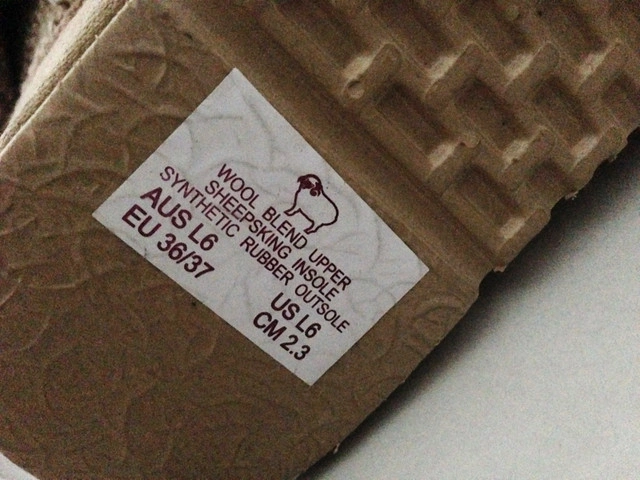 WOOL BLEND UPPER
SHEEPSKING INSOLE
SYNTHETIC RUBBER OUTSOLE
AUS L6
US L6
EU 36/37
CM 2.3